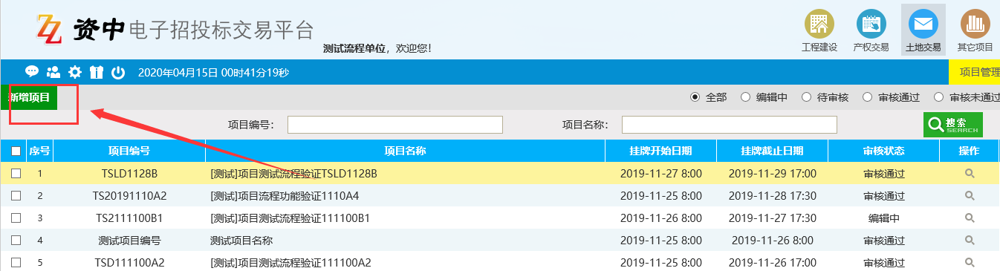 ZZ 资中 电子招投标交易平台
测试流程单位，欢迎您！
工程建设 产权交易 土地交易 其它项目
2020年04月15日 00时41分19秒 项目管理
新增项目 全部 编辑中 待审核 审核通过 审核未通过
项目编号： 项目名称： 搜索 SEARCH
序号 项目编号 项目名称 挂牌开始日期 挂牌截止日期 审核状态 操作
1 TSLD1128B [测试]项目测试流程验证TSLD1128B 2019-11-27 8:00 2019-11-29 17:00 审核通过
2 TS20191110A2 [测试]项目流程功能验证1110A4 2019-11-25 8:00 2019-11-28 17:30 审核通过
3 TS2111100B1 [测试]项目测试流程验证111100B1 2019-11-26 8:00 2019-11-27 17:30 编辑中
4 测试项目编号 测试项目名称 2019-11-25 8:00 2019-11-26 8:00 审核通过
5 TSD111100A2 [测试]项目测试流程验证111100A2 2019-11-25 8:00 2019-11-26 17:00 审核通过